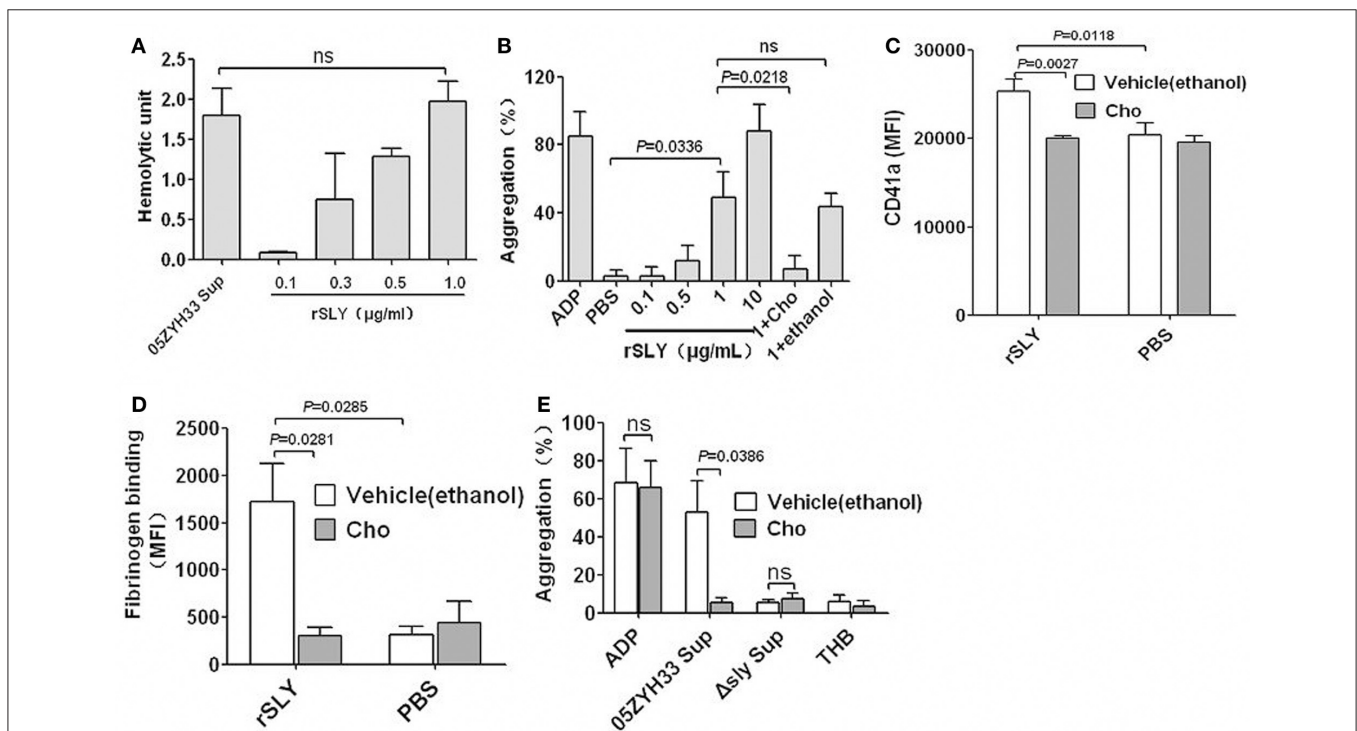 A
ns
Hemolytic unit
2.5
2.0
1.5
1.0
0.5
0.0
05ZYH33 Sup
0.1 0.3 0.5 1.0
rSLY（μg/ml）
B
ns
P=0.0218
P=0.0336
Aggregation（%）
120
80
40
0
ADP PBS 0.1 0.5 1 10 1+Cho 1+ethanol
rSLY（μg/mL）
C
P=0.0118
P=0.0027
Vehicle(ethanol)
Cho
CD41a (MFI)
30000
20000
10000
0
rSLY PBS
D
P=0.0285
P=0.0281
Vehicle(ethanol)
Cho
Fibrinogen binding
（MFI）
2500
2000
1500
1000
500
0
rSLY PBS
E
ns
P=0.0386
Vehicle(ethanol)
Cho
ns
Aggregation（%）
100
80
60
40
20
0
ADP 05ZYH33 Sup Δsly Sup THB